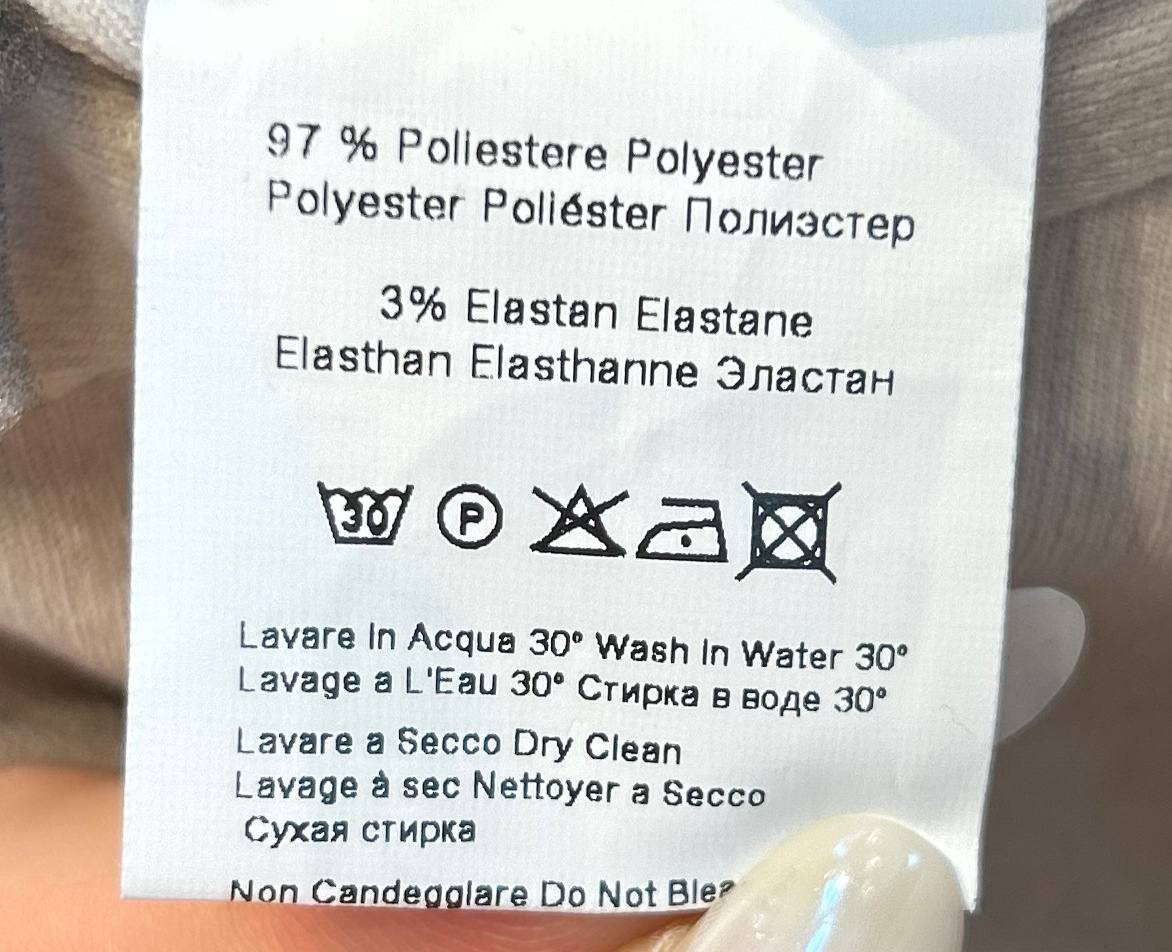 97 % Poliestere Polyester
Polyester Poliéster Полиэстер
3% Elastan Elastane
Elasthan Elasthanne Эластан
30 P
Lavare In Acqua 30° Wash In Water 30°
Lavage a L'Eau 30° Стирка в воде 30°
Lavare a Secco Dry Clean
Lavage à sec Nettoyer a Secco
Сухая стирка
Non Candeggiare Do Not